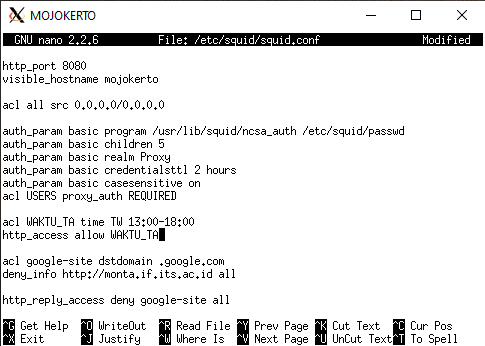 MOJOKERTO
GNU nano 2.2.6 File: /etc/squid/squid.conf Modified
http_port 8080
visible_hostname mojokerto
acl all src 0.0.0.0/0.0.0.0
auth_param basic program /usr/lib/squid/ncsa_auth /etc/squid/passwd
auth_param basic children 5
auth_param basic realm Proxy
auth_param basic credentialsttl 2 hours
auth_param basic casesensitive on
acl USERS proxy_auth REQUIRED
acl WAKTU_TA time TW 13:00-18:00
http_access allow WAKTU_TA
acl google-site dstdomain .google.com
deny_info http://monta.if.its.ac.id all
http_reply_access deny google-site all
^G Get Help ^O WriteOut ^R Read File ^Y Prev Page ^K Cut Text ^C Cur Pos
^X Exit ^J Justify ^W Where Is ^V Next Page ^U UnCut Text ^T To Spell